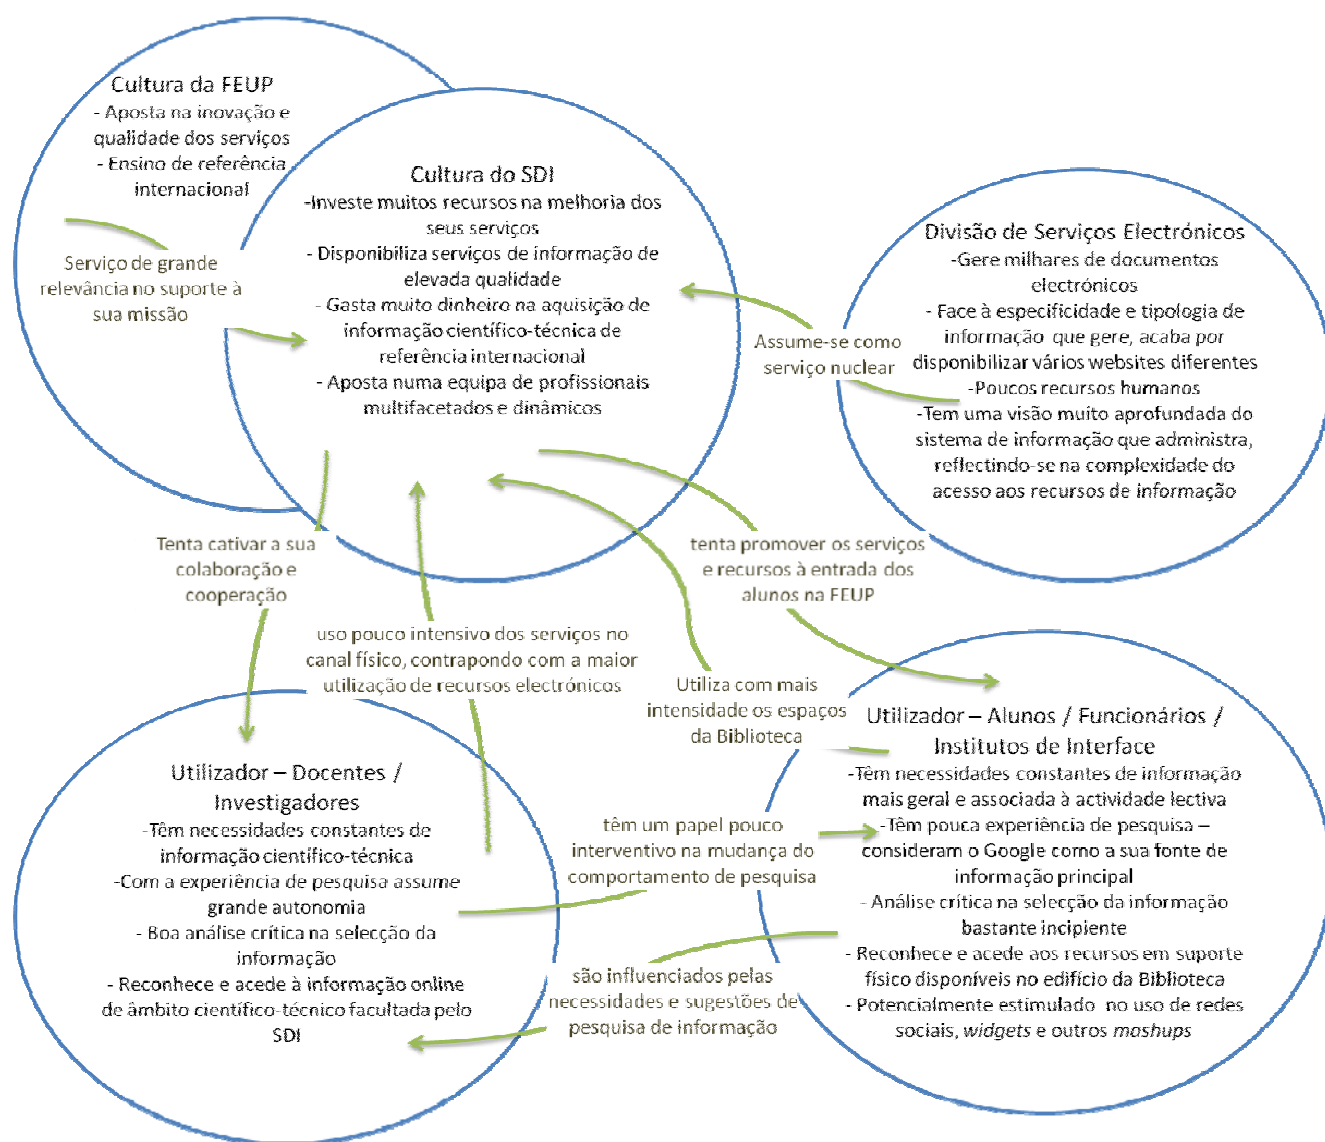 Cultura da FEUP
- Aposta na inovação e
qualidade dos serviços
- Ensino de referência
internacional
Serviço de grande
relevância no suporte à
sua missão
Cultura do SDI
-Investe muitos recursos na melhoria dos
seus serviços
- Disponibiliza serviços de informação de
elevada qualidade
- Gasta muito dinheiro na aquisição de
informação científico-técnica de
referência internacional
- Aposta numa equipa de profissionais
multifacetados e dinâmicos
Assume-se como
serviço nuclear
Divisão de Serviços Electrónicos
-Gere milhares de documentos
electrónicos
- Face à especificidade e tipologia de
informação que gere, acaba por
disponibilizar vários websites diferentes
-Poucos recursos humanos
-Tem uma visão muito aprofundada do
sistema de informação que administra,
reflectindo-se na complexidade do
acesso aos recursos de informação
Tenta cativar a sua
colaboração e
cooperação
uso pouco intensivo dos serviços no
canal físico, contrapondo com a maior
utilização de recursos electrónicos
tenta promover os serviços
e recursos à entrada dos
alunos na FEUP
Utiliza com mais
intensidade os espaços
da Biblioteca
Utilizador – Docentes /
Investigadores
-Têm necessidades constantes de
informação científico-técnica
-Com a experiência de pesquisa assume
grande autonomia
- Boa análise crítica na selecção da
informação
- Reconhece e acede à informação online
de âmbito científico-técnico facultada pelo
SDI
têm um papel pouco
interventivo na mudança do
comportamento de pesquisa
são influenciados pelas
necessidades e sugestões de
pesquisa de informação
Utilizador – Alunos / Funcionários /
Institutos de Interface
-Têm necessidades constantes de informação
mais geral e associada à actividade lectiva
-Têm pouca experiência de pesquisa –
consideram o Google como a sua fonte de
informação principal
- Análise crítica na selecção da informação
bastante incipiente
- Reconhece e acede aos recursos em suporte
físico disponíveis no edifício da Biblioteca
- Potencialmente estimulado no uso de redes
sociais, widgets e outros mashups